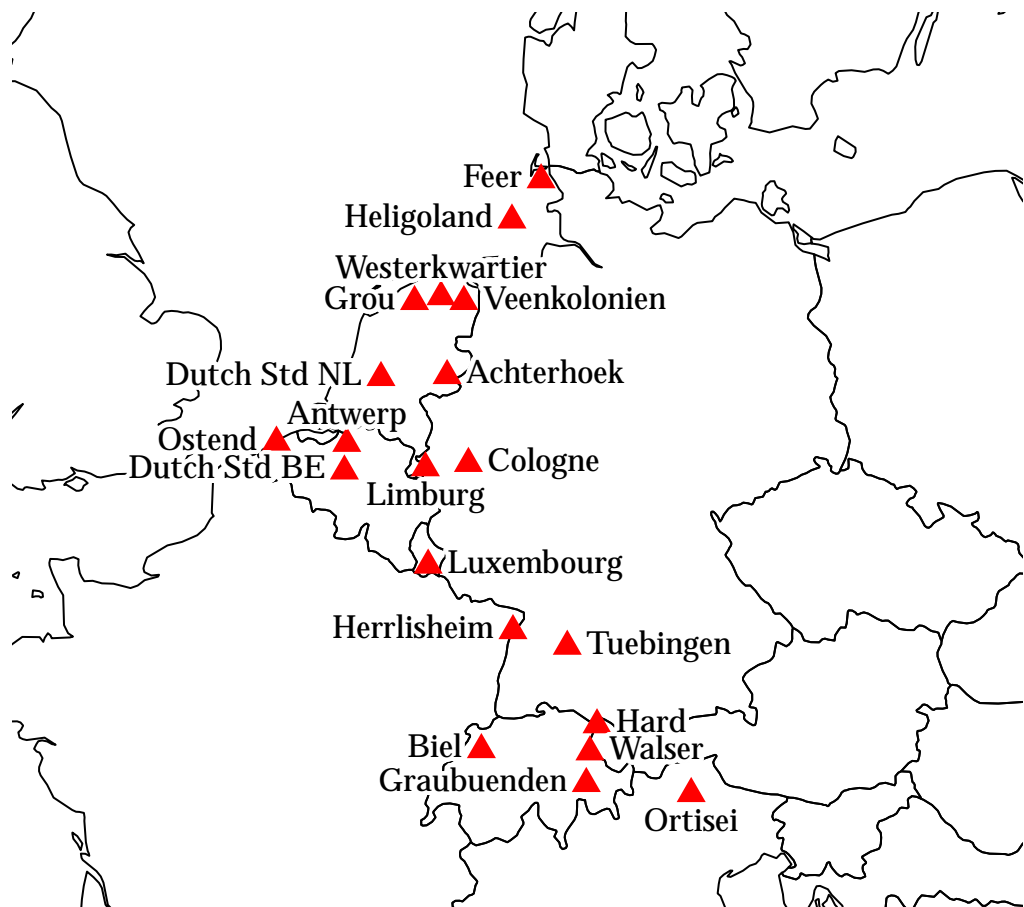 Feer
Heligoland
Westerkwartier
Grou
Veenkolonien
Dutch Std NL
Achterhoek
Antwerp
Ostend
Cologne
Dutch Std BE
Limburg
Luxembourg
Herrlisheim
Tuebingen
Hard
Biel
Walser
Graubuenden
Ortisei